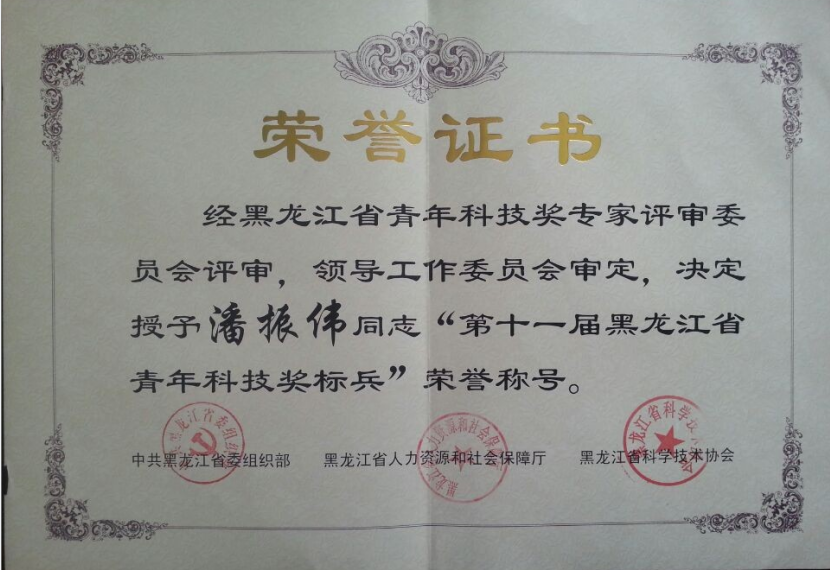 荣誉证书
经黑龙江省青年科技奖专家评审委
员会评审，领导工作委员会审定，决定
授予潘振伟同志“第十一届黑龙江省
青年科技奖标兵”荣誉称号。
中共黑龙江省委组织部 黑龙江省人力资源和社会保障厅 黑龙江省科学技术协会